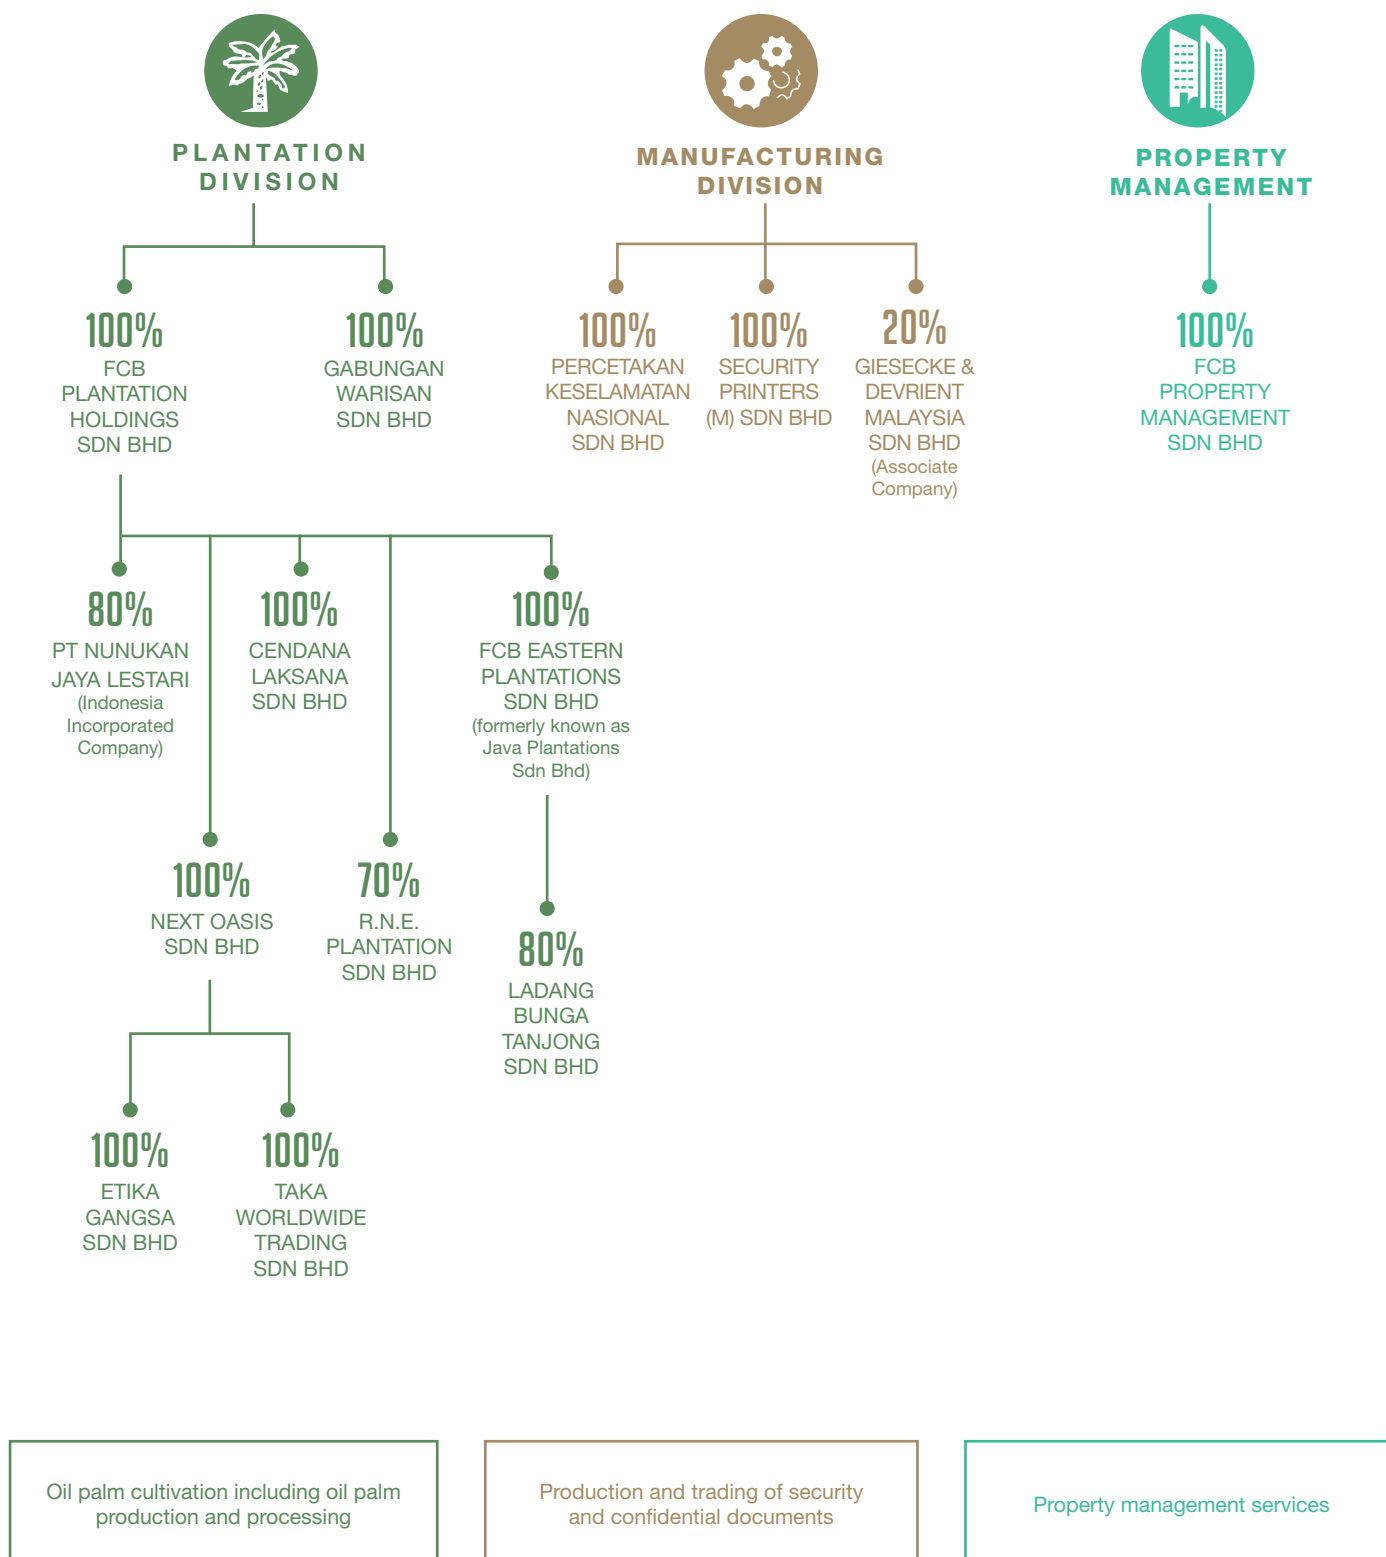 PLANTATION
DIVISION
MANUFACTURING
DIVISION
PROPERTY
MANAGEMENT
100%
FCB
PLANTATION
HOLDINGS
SDN BHD
100%
GABUNGAN
WARISAN
SDN BHD
100%
PERCETAKAN
KESELAMATAN
NASIONAL
SDN BHD
100%
SECURITY
PRINTERS
(M) SDN BHD
20%
GIESECKE &
DEVRIENT
MALAYSIA
SDN BHD
(Associate
Company)
100%
FCB
PROPERTY
MANAGEMENT
SDN BHD
80%
PT NUNUKAN
JAYA LESTARI
(Indonesia
Incorporated
Company)
100%
CENDANA
LAKSANA
SDN BHD
100%
FCB EASTERN
PLANTATIONS
SDN BHD
(formerly known as
Java Plantations
Sdn Bhd)
100%
NEXT OASIS
SDN BHD
70%
R.N.E.
PLANTATION
SDN BHD
80%
LADANG
BUNGA
TANJONG
SDN BHD
100%
ETIKA
GANGSA
SDN BHD
100%
TAKA
WORLDWIDE
TRADING
SDN BHD
Oil palm cultivation including oil palm
production and processing
Production and trading of security
and confidential documents
Property management services